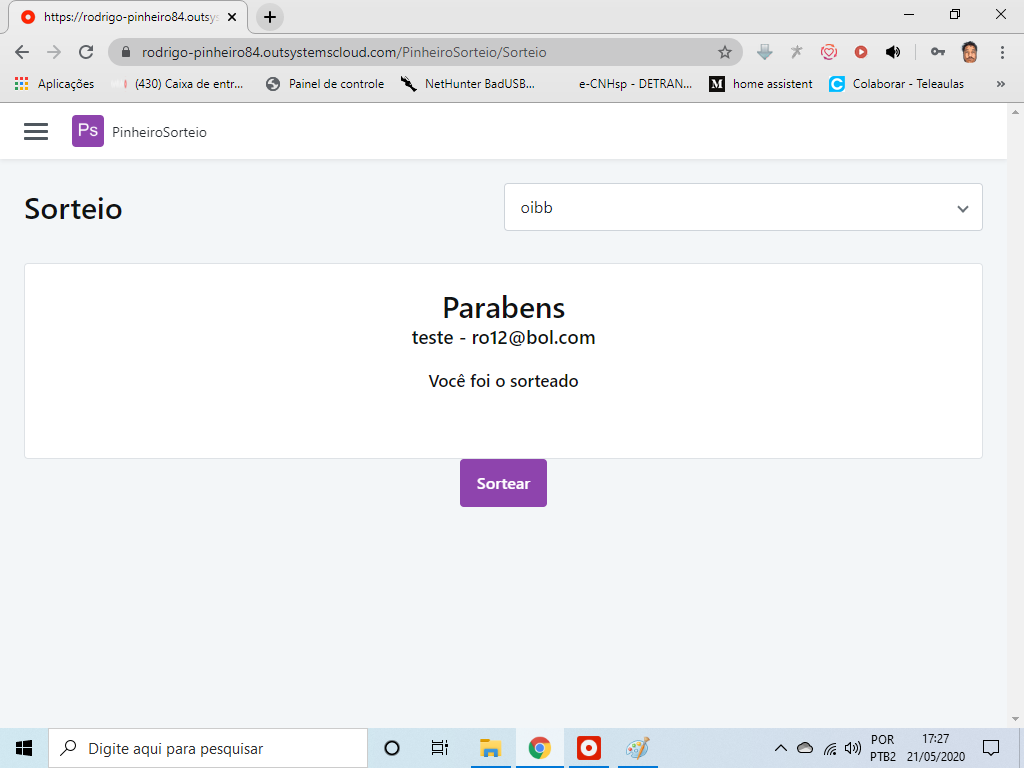 https://rodrigo-pinheiro84.outsys
rodrigo-pinheiro84.outsystemscloud.com/PinheiroSorteio/Sorteio
Aplicações
(430) Caixa de entr...
Painel de controle
NetHunter BadUSB...
e-CNHsp - DETRAN...
M
home assistent
C
Colaborar - Teleaulas
»
Ps
PinheiroSorteio
Sorteio
oibb
Parabens
teste - ro12@bol.com
Você foi o sorteado
Sortear
Digite aqui para pesquisar
POR
PTB2
17:27
21/05/2020